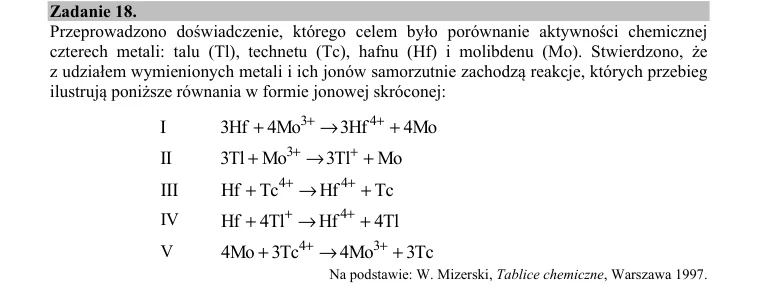 Zadanie 18.
Przeprowadzono doświadczenie, którego celem było porównanie aktywności chemicznej
czterech metali: talu (Tl), technetu (Tc), hafnu (Hf) i molibdenu (Mo). Stwierdzono, że
z udziałem wymienionych metali i ich jonów samorzutnie zachodzą reakcje, których przebieg
ilustrują poniższe równania w formie jonowej skróconej:
I 3Hf + 4Mo³⁺ → 3Hf⁴⁺ + 4Mo
II 3Tl + Mo³⁺ → 3Tl⁺ + Mo
III Hf + Tc⁴⁺ → Hf⁴⁺ + Tc
IV Hf + 4Tl⁺ → Hf⁴⁺ + 4Tl
V 4Mo + 3Tc⁴⁺ → 4Mo³⁺ + 3Tc
Na podstawie: W. Mizerski, Tablice chemiczne, Warszawa 1997.